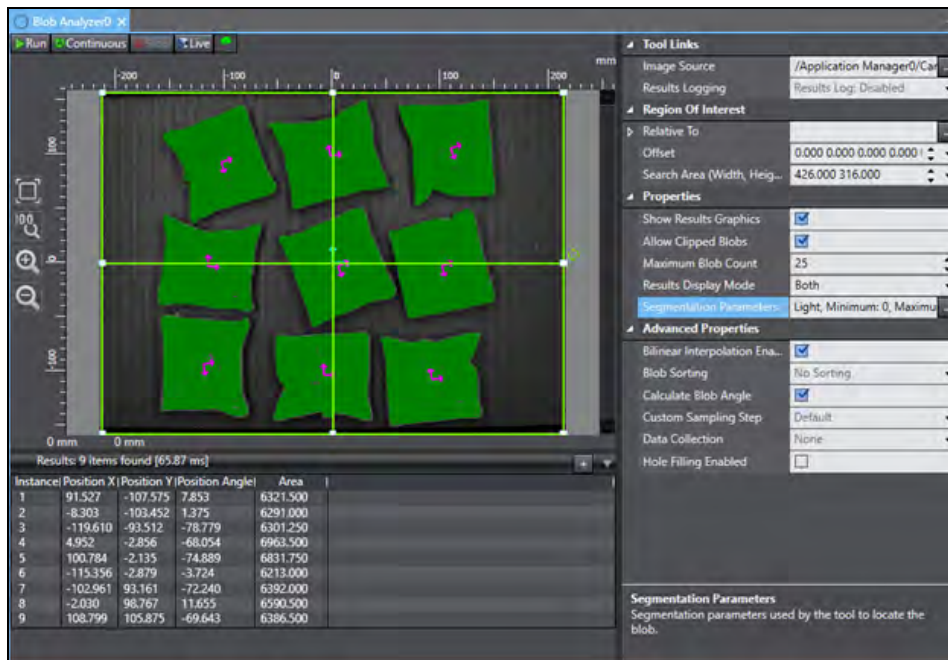 Blob Analyzer0
Run Continuous Live
mm
-200 -100 0 100 200
100
0
-100
0 mm 0 mm
Results: 9 items found [65.87 ms]
Instance Position X Position Y Position Angle Area
1 91.527 -107.575 7.853 6321.500
2 -8.303 -103.452 1.375 6291.000
3 -119.610 -93.512 -78.779 6301.250
4 4.952 -2.856 -68.054 6963.500
5 100.784 -2.135 -74.889 6831.750
6 -115.356 -2.879 -3.724 6213.000
7 -102.961 93.161 -72.240 6392.000
8 -2.030 98.767 11.655 6590.500
9 108.799 105.875 -69.643 6386.500
Tool Links
Image Source /Application Manager0/Car
Results Logging Results Log: Disabled
Region Of Interest
Relative To
Offset 0.000 0.000 0.000 0.000
Search Area (Width, Heig... 426.000 316.000
Properties
Show Results Graphics
Allow Clipped Blobs
Maximum Blob Count 25
Results Display Mode Both
Segmentation Parameters Light, Minimum: 0, Maximu
Advanced Properties
Bilinear Interpolation Ena...
Blob Sorting No Sorting
Calculate Blob Angle
Custom Sampling Step Default
Data Collection None
Hole Filling Enabled
Segmentation Parameters
Segmentation parameters used by the tool to locate the
blob.